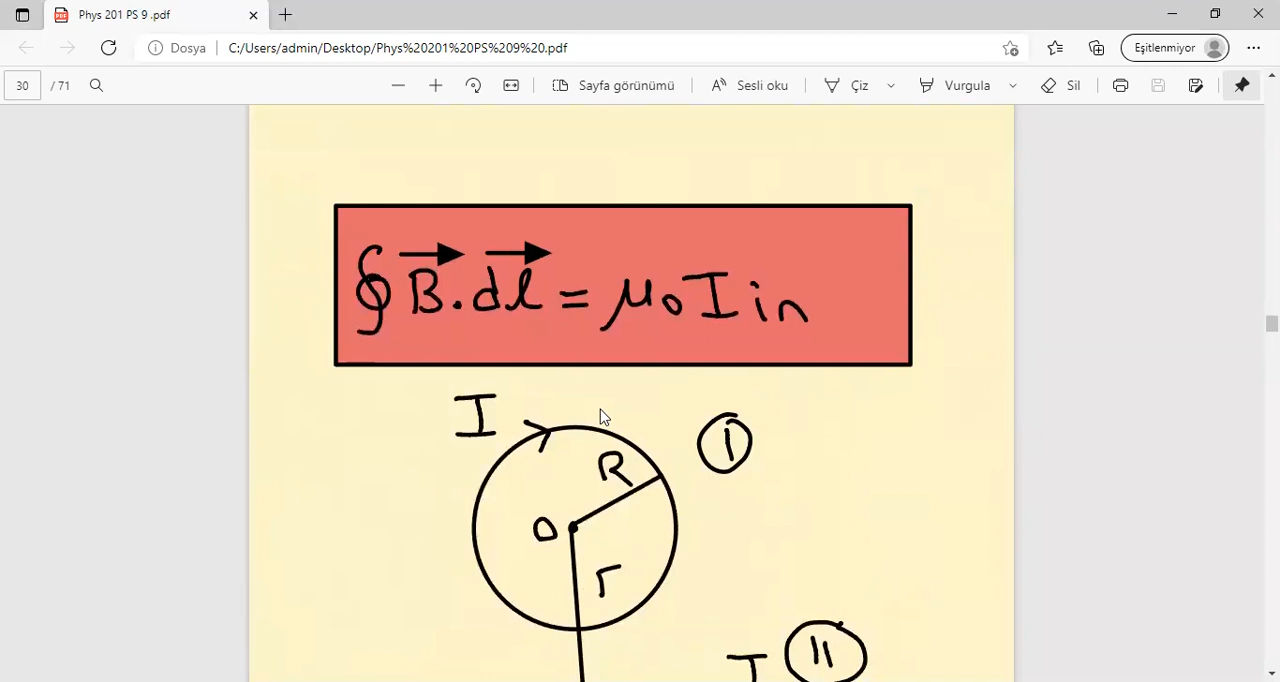 Phys 201 PS 9 .pdf
Dosya
C:/Users/admin/Desktop/Phys%20201%20PS%209%20.pdf
Eşitlenmiyor
30 / 71
Sayfa görünümü
Sesli oku
Çiz
Vurgula
Sil
∮ B⃗ . dl⃗ = μ0 I in
I
I
R
O
r
II
I